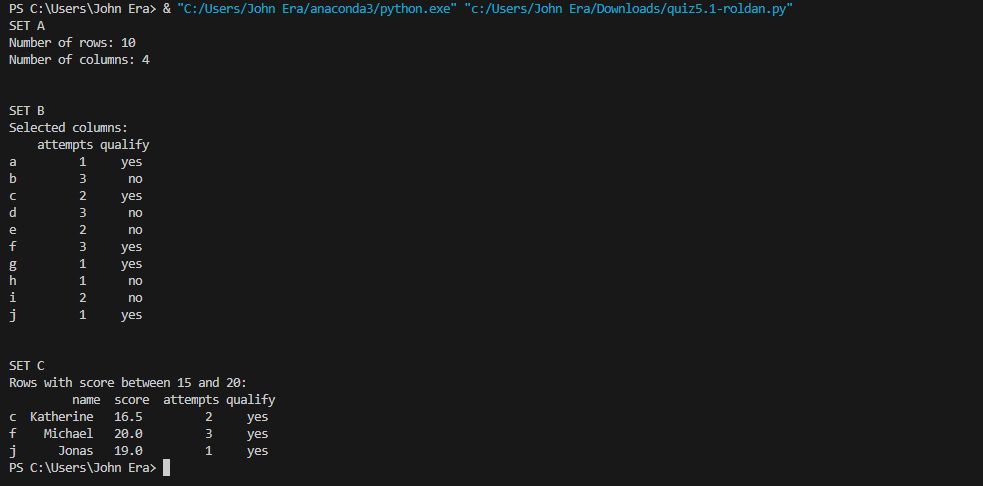 PS C:\Users\John Era> & "C:/Users/John Era/anaconda3/python.exe" "c:/Users/John Era/Downloads/quiz5.1-roldan.py"
SET A
Number of rows: 10
Number of columns: 4
SET B
Selected columns:
attempts qualify
a 1 yes
b 3 no
c 2 yes
d 3 no
e 2 no
f 3 yes
g 1 yes
h 1 no
i 2 no
j 1 yes
SET C
Rows with score between 15 and 20:
name score attempts qualify
c Katherine 16.5 2 yes
f Michael 20.0 3 yes
j Jonas 19.0 1 yes
PS C:\Users\John Era>